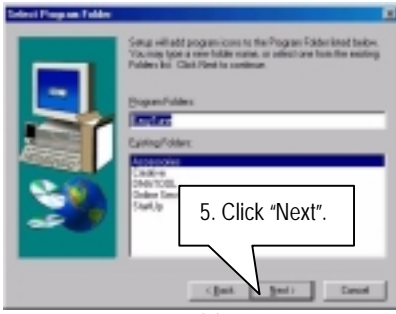 Select Program Folder
Setup will add program icons to the Program Folder listed below.
You may type a new folder name, or select one from the existing
Folders list. Click Next to continue.
Program Folders:
Existing Folders:
Accessories
StartUp
5. Click “Next”.
< Back
Next >
Cancel